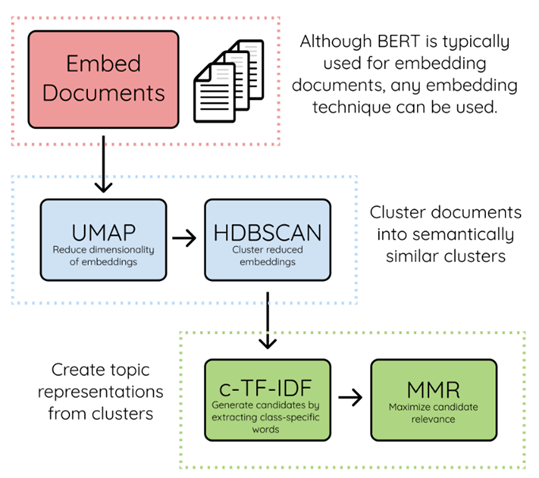 Embed
Documents
Although BERT is typically
used for embedding
documents, any embedding
technique can be used.
UMAP
Reduce dimensionality
of embeddings
HDBSCAN
Cluster reduced
embeddings
Cluster documents
into semantically
similar clusters
Create topic
representations
from clusters
c-TF-IDF
Generate candidates by
extracting class-specific
words
MMR
Maximize candidate
relevance